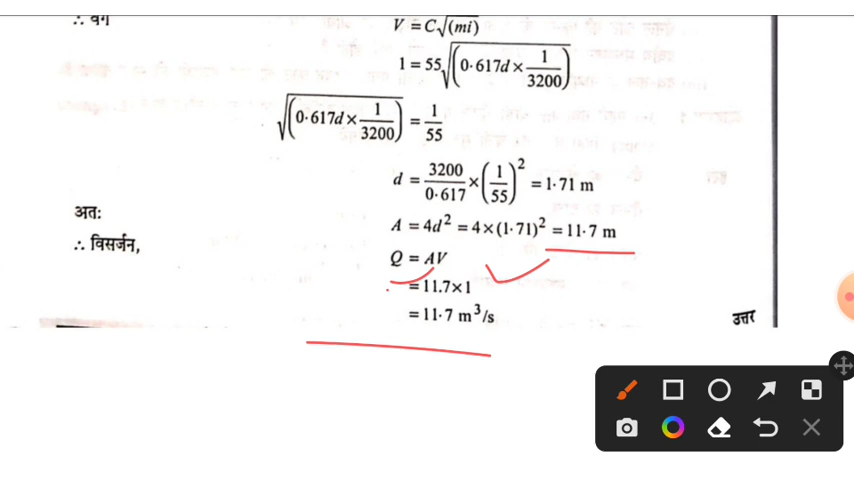 ∴ वेग V = C√(mi)
1 = 55√(0·617d × 1/3200)
√(0·617d × 1/3200) = 1/55
d = 3200/0·617 × (1/55)² = 1·71 m
अतः A = 4d² = 4 × (1·71)² = 11·7 m
∴ विसर्जन, Q = AV
= 11.7×1
= 11·7 m³/s उत्तर